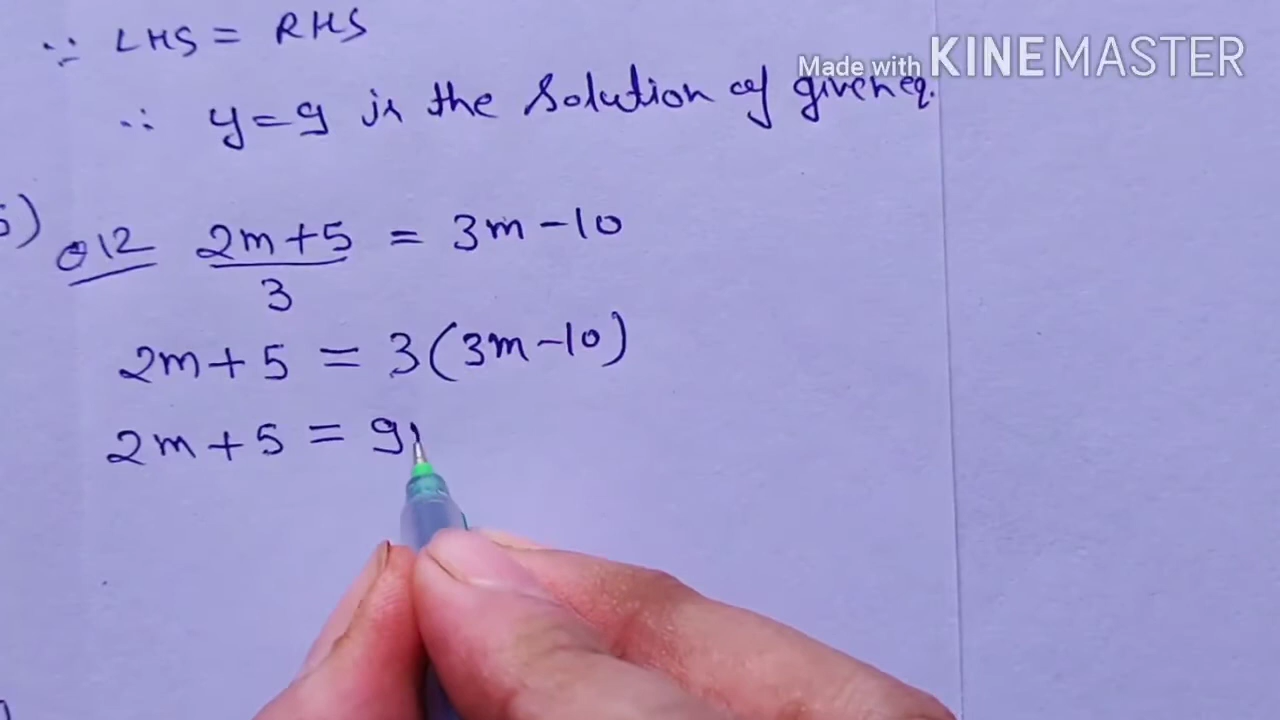 ∵ LHS = RHS
Made with KINEMASTER
∴ y=9 is the solution of given eq.
Q12 2m+5 = 3m-10
3
2m+5 = 3(3m-10)
2m+5 = 9